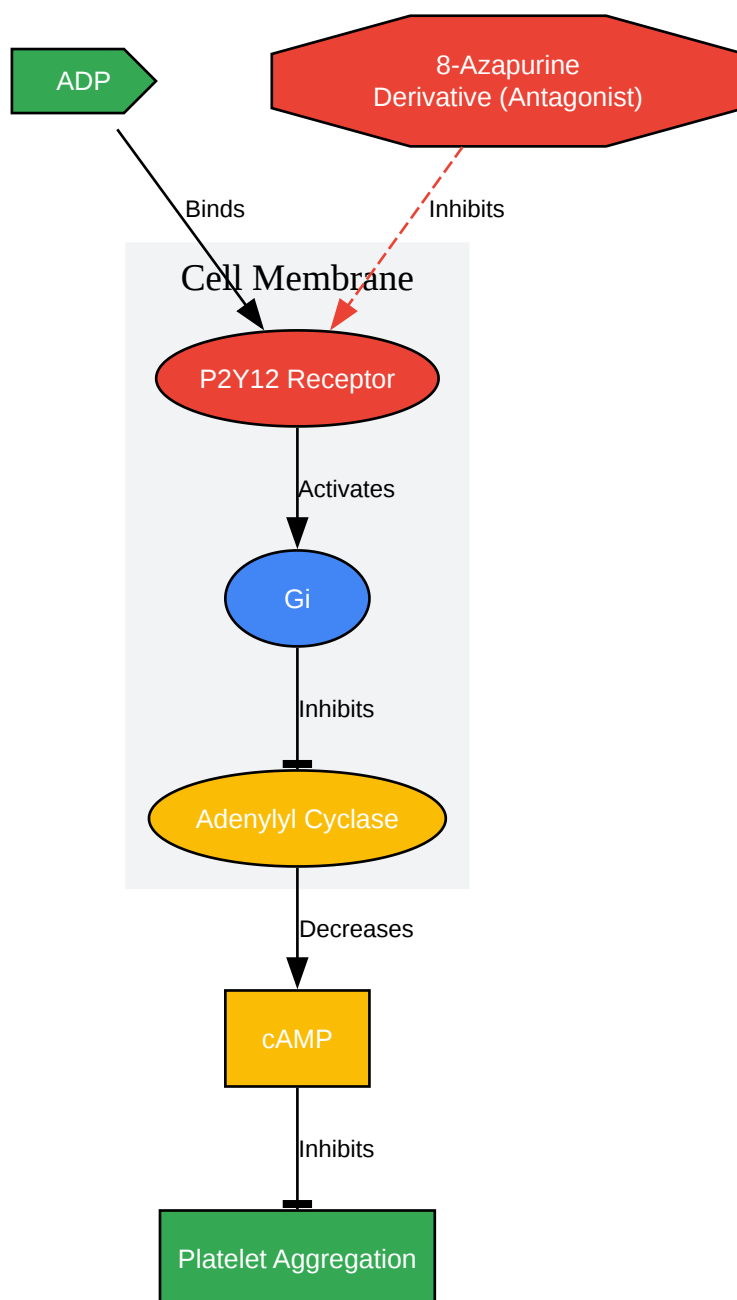 ADP
8-Azapurine
Derivative (Antagonist)
Binds
Inhibits
Cell Membrane
P2Y12 Receptor
Activates
Gi
Inhibits
Adenylyl Cyclase
Decreases
cAMP
Inhibits
Platelet Aggregation